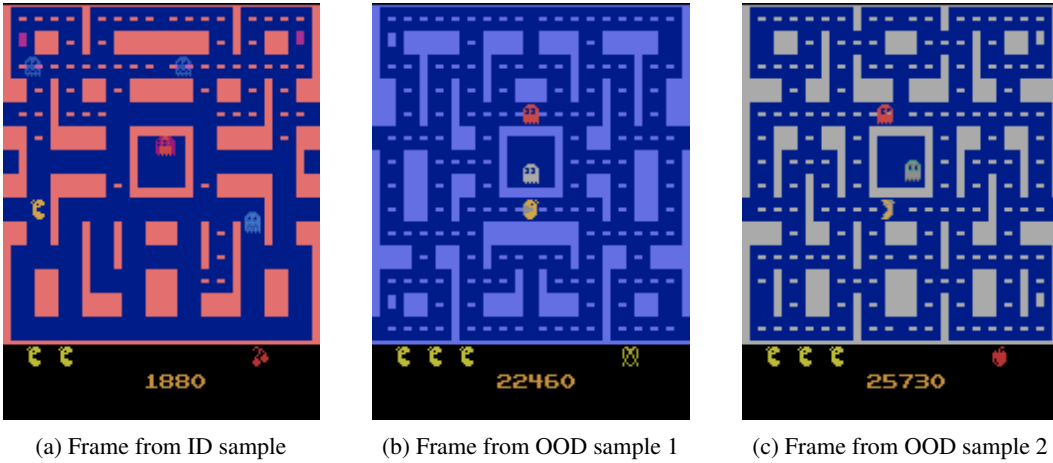 1880
22460
25730
(a) Frame from ID sample
(b) Frame from OOD sample 1
(c) Frame from OOD sample 2